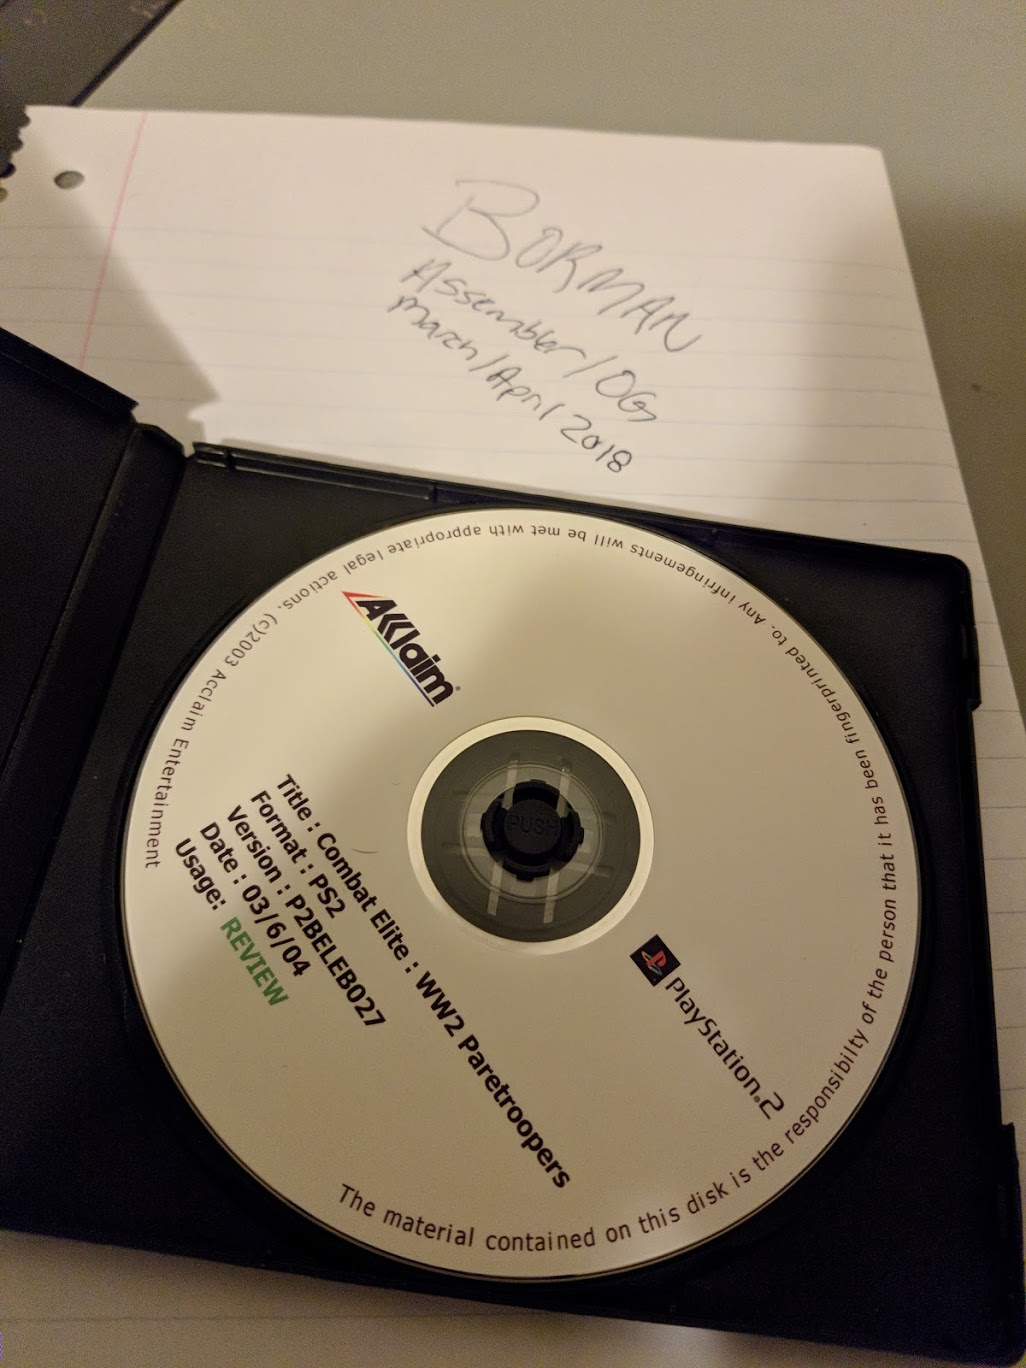 BORMAN
Assembler/OG
March/April 2018
Acclaim
Title : Combat Elite : WW2 Paretroopers
Format : PS2
Version : P2BELEB027
Date : 03/6/04
Usage: REVIEW
PUSH
PlayStation®2
The material contained on this disk is the responsibilty of the person that it has been fingerprinted to. Any infringements will be met with appropriate legal actions. (c)2003 Acclaim Entertainment